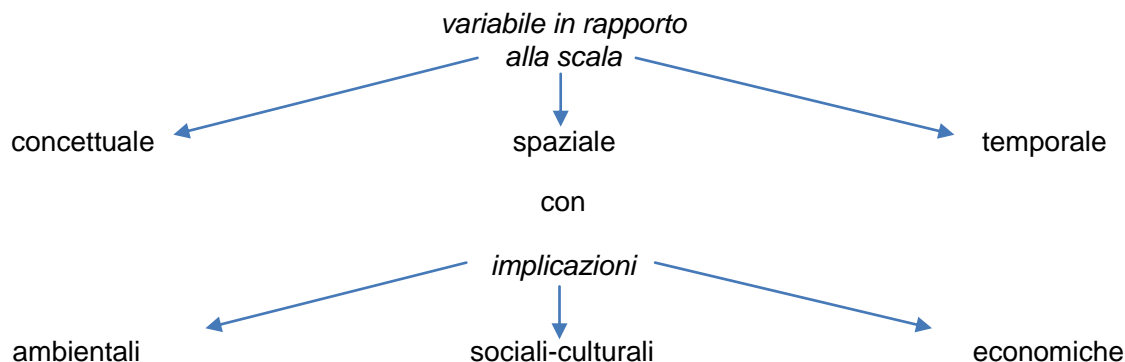 variabile in rapporto
alla scala
concettuale spaziale temporale
con
implicazioni
ambientali sociali-culturali economiche